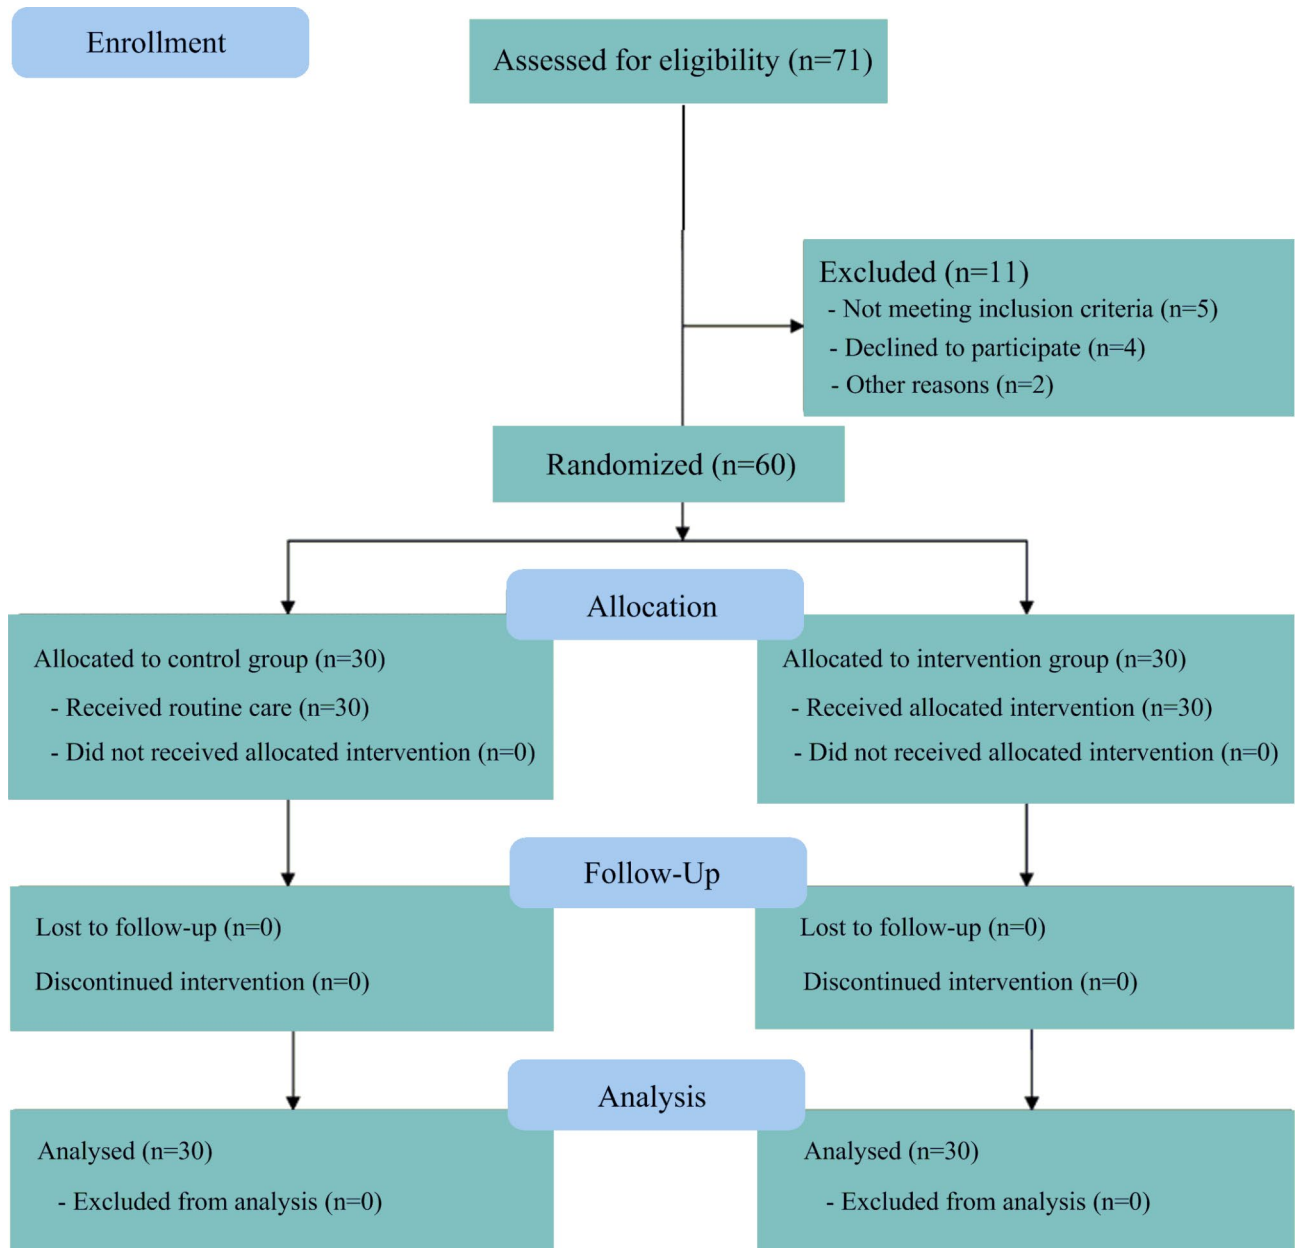 Enrollment
Assessed for eligibility (n=71)
Excluded (n=11)
- Not meeting inclusion criteria (n=5)
- Declined to participate (n=4)
- Other reasons (n=2)
Randomized (n=60)
Allocation
Allocated to control group (n=30)
- Received routine care (n=30)
- Did not received allocated intervention (n=0)
Allocated to intervention group (n=30)
- Received allocated intervention (n=30)
- Did not received allocated intervention (n=0)
Follow-Up
Lost to follow-up (n=0)
Discontinued intervention (n=0)
Lost to follow-up (n=0)
Discontinued intervention (n=0)
Analysis
Analysed (n=30)
- Excluded from analysis (n=0)
Analysed (n=30)
- Excluded from analysis (n=0)